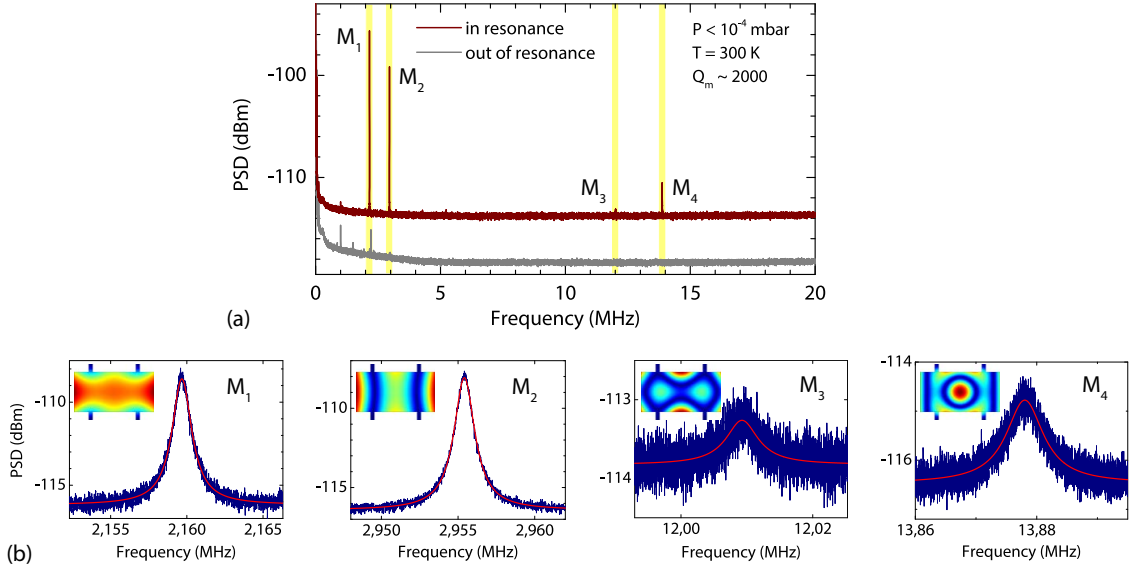 in resonance
out of resonance
P < 10⁻⁴ mbar
T = 300 K
Qₘ ~ 2000
M₁
M₂
M₃
M₄
PSD (dBm)
-100
-110
0
5
10
15
20
Frequency (MHz)
(a)
M₁
PSD (dBm)
-110
-115
2,155
2,160
2,165
Frequency (MHz)
M₂
-110
-115
2,950
2,955
2,960
Frequency (MHz)
M₃
-113
-114
12,00
12,02
Frequency (MHz)
M₄
-114
-116
13,86
13,88
Frequency (MHz)
(b)